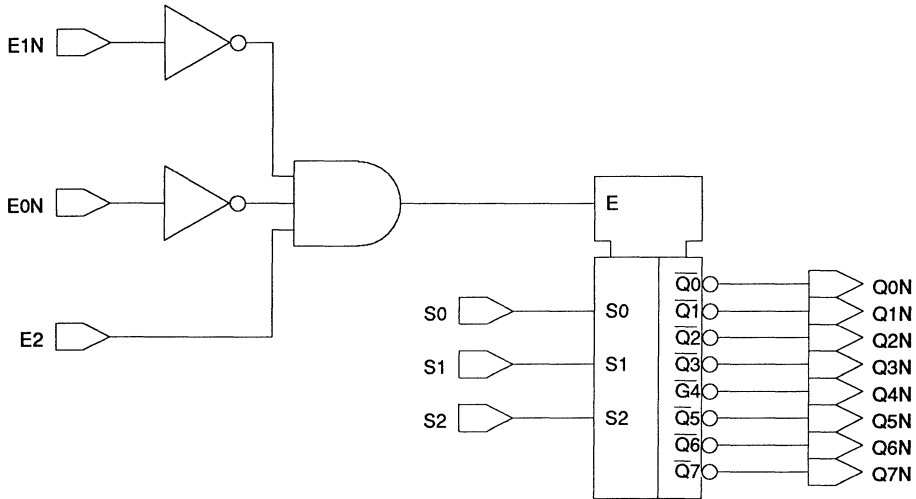 E1N
E0N
E
E2
Q0 Q0N
S0 S0 Q1 Q1N
Q2 Q2N
S1 S1 Q3 Q3N
G4 Q4N
S2 S2 Q5 Q5N
Q6 Q6N
Q7 Q7N